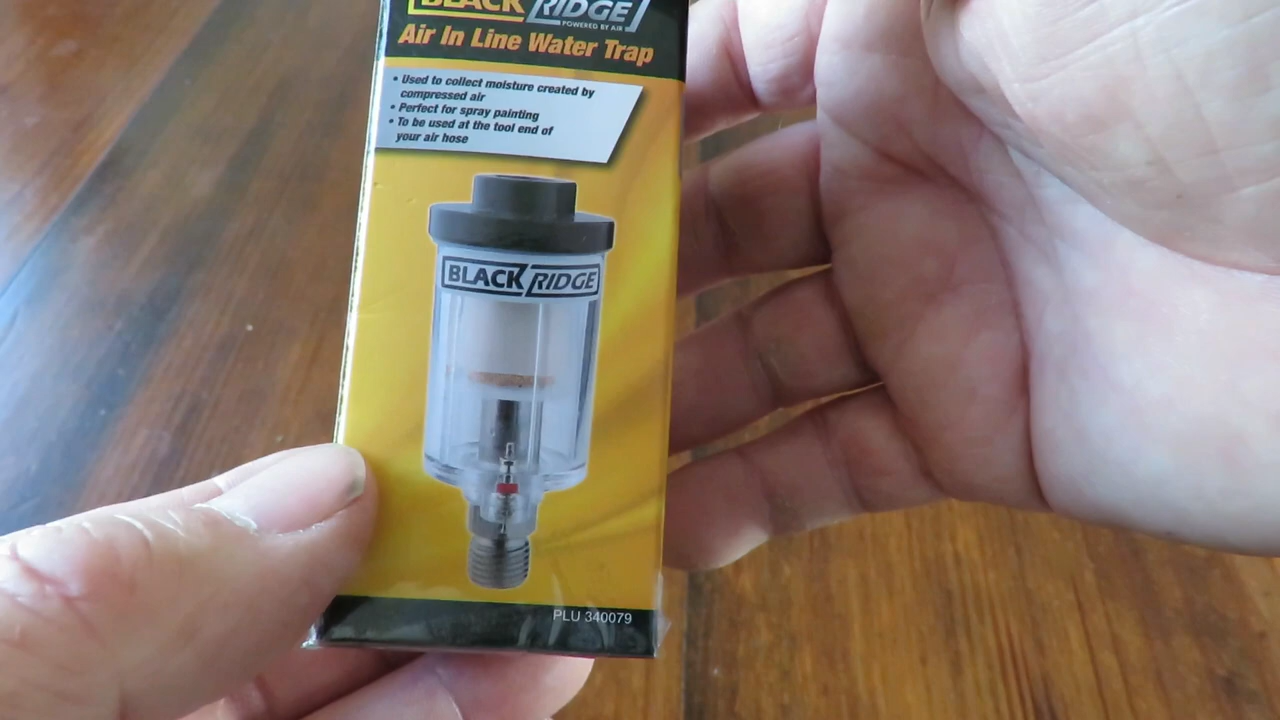 BLACK RIDGE
POWERED BY AIR
Air In Line Water Trap
• Used to collect moisture created by
compressed air
• Perfect for spray painting
• To be used at the tool end of
your air hose
BLACK RIDGE
PLU 340079